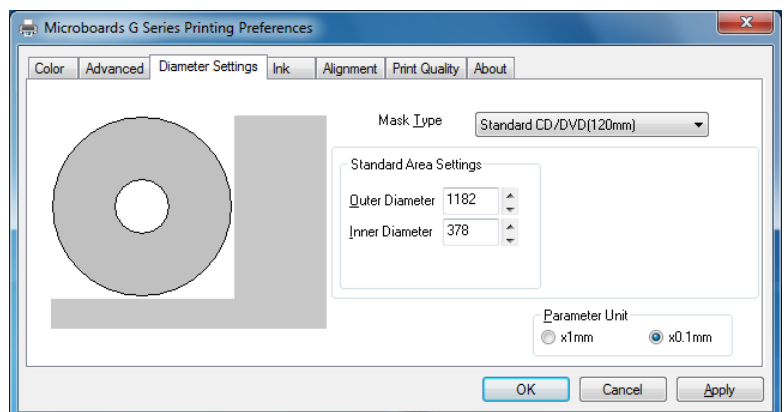 Microboards G Series Printing Preferences
Color Advanced Diameter Settings Ink Alignment Print Quality About
Mask Type Standard CD/DVD(120mm)
Standard Area Settings
Outer Diameter 1182
Inner Diameter 378
Parameter Unit
x1mm x0.1mm
OK Cancel Apply